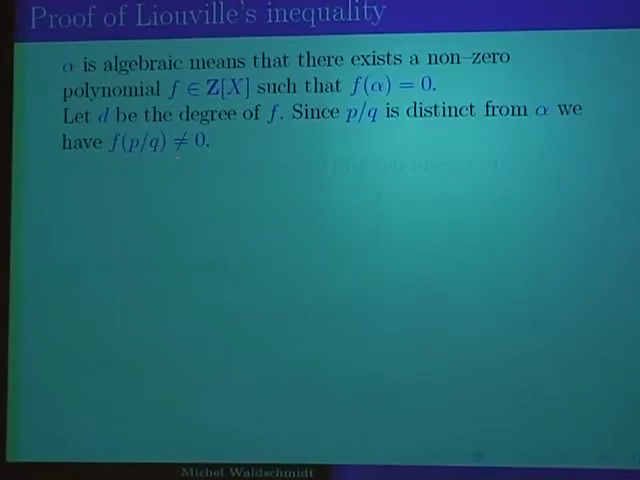 Proof of Liouville's inequality
α is algebraic means that there exists a non–zero
polynomial f ∈ Z[X] such that f(α) = 0.
Let d be the degree of f. Since p/q is distinct from α we
have f(p/q) ≠ 0.
Michel Waldschmidt